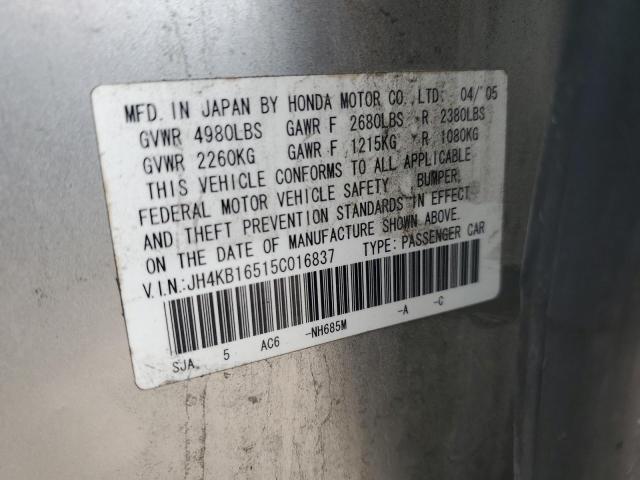 MFD. IN JAPAN BY HONDA MOTOR CO.,LTD. 04/'05
GVWR 4980LBS GAWR F 2680LBS R 2380LBS
GVWR 2260KG GAWR F 1215KG R 1080KG
THIS VEHICLE CONFORMS TO ALL APPLICABLE
FEDERAL MOTOR VEHICLE SAFETY BUMPER,
AND THEFT PREVENTION STANDARDS IN EFFECT
ON THE DATE OF MANUFACTURE SHOWN ABOVE.
V.I.N.:JH4KB16515C016837 TYPE: PASSENGER CAR
SJA 5 AC6 -NH685M -A -C